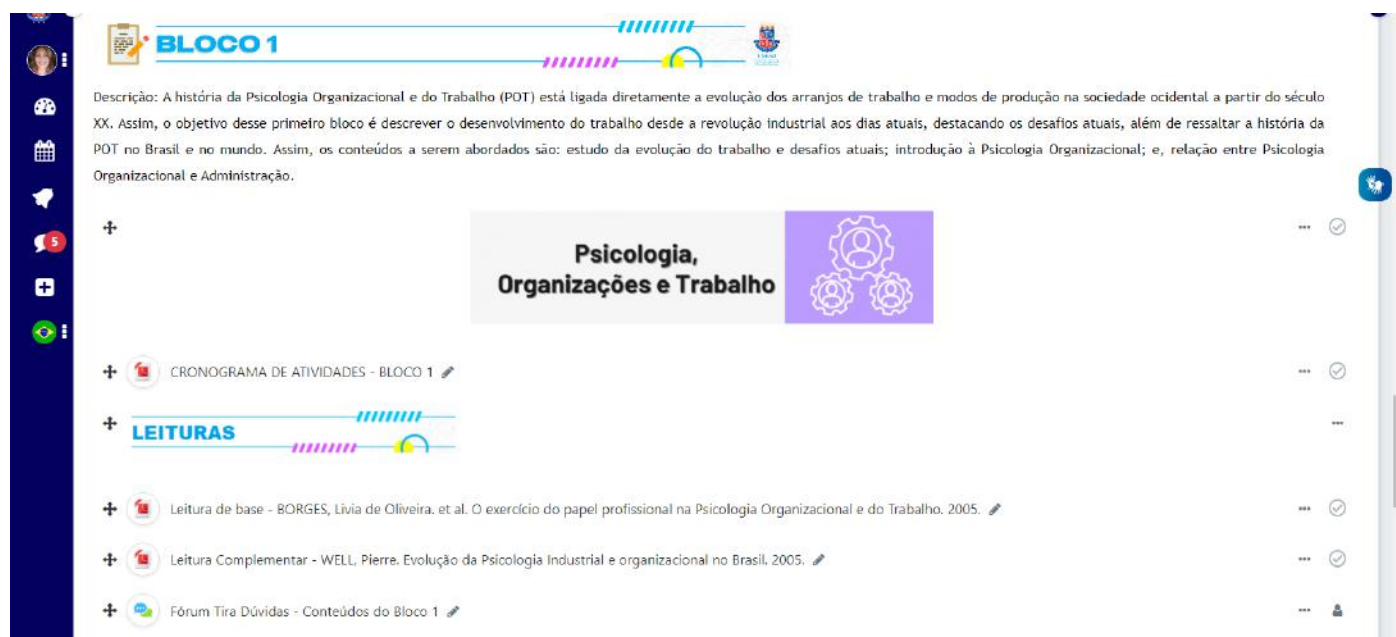 BLOCO 1
Descrição: A história da Psicologia Organizacional e do Trabalho (POT) está ligada diretamente a evolução dos arranjos de trabalho e modos de produção na sociedade ocidental a partir do século
XX. Assim, o objetivo desse primeiro bloco é descrever o desenvolvimento do trabalho desde a revolução industrial aos dias atuais, destacando os desafios atuais, além de ressaltar a história da
POT no Brasil e no mundo. Assim, os conteúdos a serem abordados são: estudo da evolução do trabalho e desafios atuais; introdução à Psicologia Organizacional; e, relação entre Psicologia
Organizacional e Administração.
5
Psicologia,
Organizações e Trabalho
CRONOGRAMA DE ATIVIDADES - BLOCO 1
LEITURAS
Leitura de base - BORGES, Livia de Oliveira. et al. O exercício do papel profissional na Psicologia Organizacional e do Trabalho. 2005.
Leitura Complementar - WELL, Pierre. Evolução da Psicologia Industrial e organizacional no Brasil. 2005.
Fórum Tira Dúvidas - Conteúdos do Bloco 1